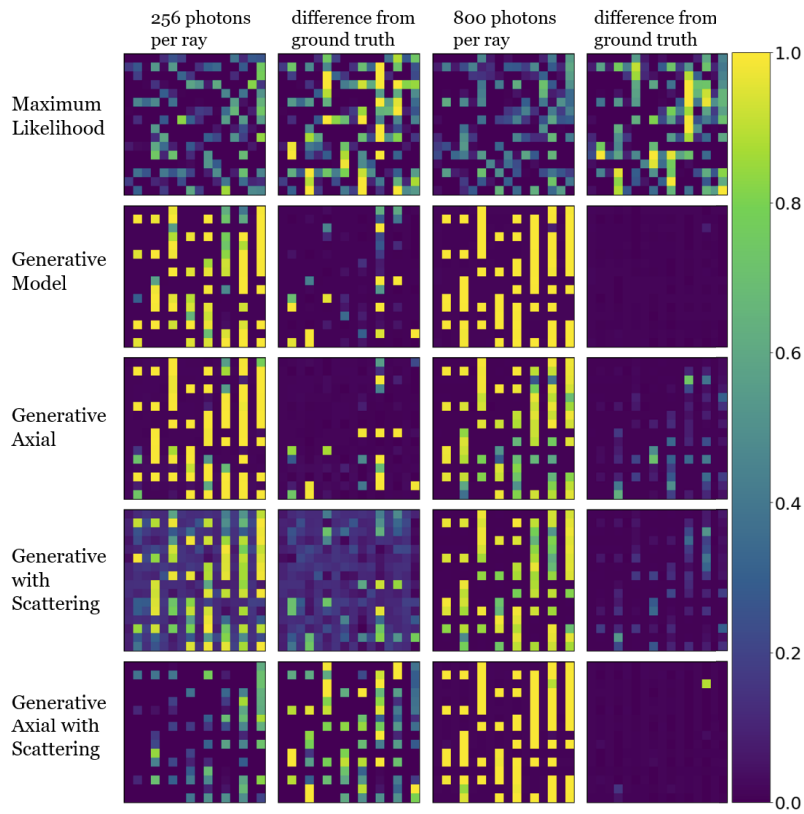 256 photons
per ray
difference from
ground truth
800 photons
per ray
difference from
ground truth
Maximum
Likelihood
Generative
Model
Generative
Axial
Generative
with
Scattering
Generative
Axial with
Scattering
1.0
0.8
0.6
0.4
0.2
0.0